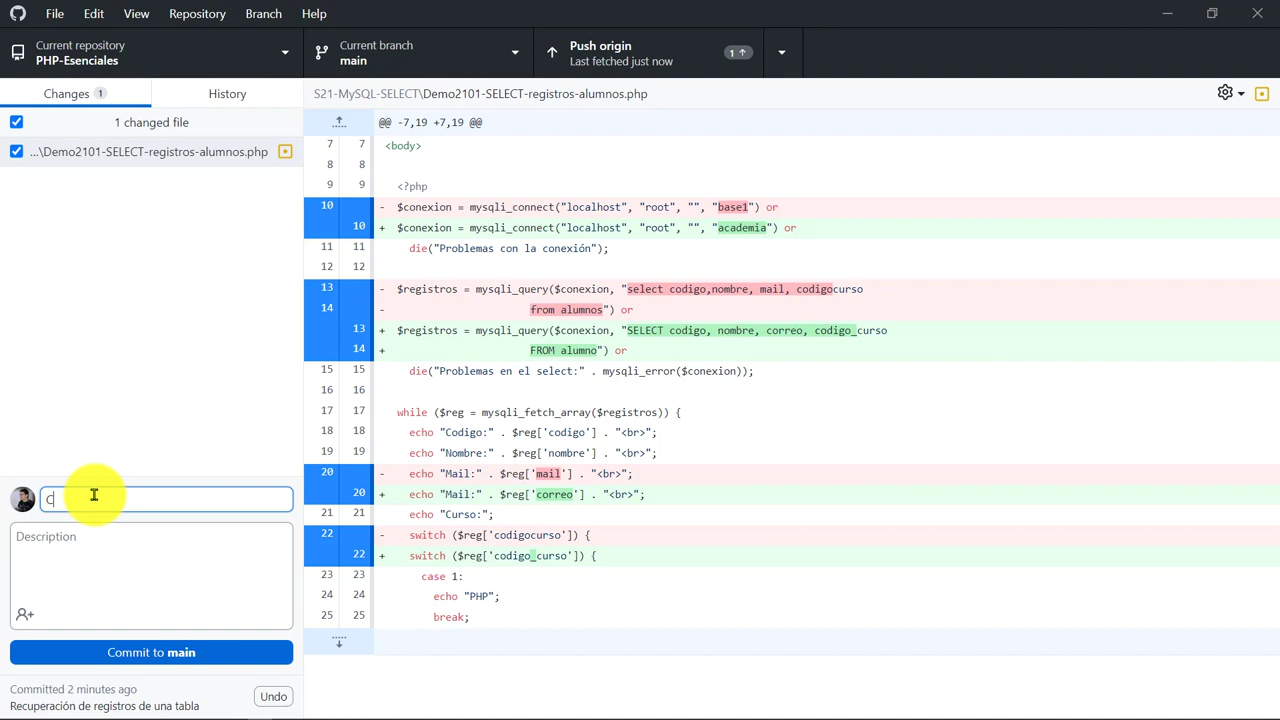 File Edit View Repository Branch Help
Current repository
PHP-Esenciales
Current branch
main
Push origin
Last fetched just now
1
Changes 1
History
S21-MySQL-SELECT\Demo2101-SELECT-registros-alumnos.php
1 changed file
...\Demo2101-SELECT-registros-alumnos.php
@@ -7,19 +7,19 @@
7 7 <body>
8 8
9 9 <?php
10 - $conexion = mysqli_connect("localhost", "root", "", "base1") or
10 + $conexion = mysqli_connect("localhost", "root", "", "academia") or
11 11 die("Problemas con la conexión");
12 12
13 - $registros = mysqli_query($conexion, "select codigo,nombre, mail, codigocurso
14 - from alumnos") or
13 + $registros = mysqli_query($conexion, "SELECT codigo, nombre, correo, codigo_curso
14 + FROM alumno") or
15 15 die("Problemas en el select:" . mysqli_error($conexion));
16 16
17 17 while ($reg = mysqli_fetch_array($registros)) {
18 18 echo "Codigo:" . $reg['codigo'] . "<br>";
19 19 echo "Nombre:" . $reg['nombre'] . "<br>";
20 - echo "Mail:" . $reg['mail'] . "<br>";
20 + echo "Mail:" . $reg['correo'] . "<br>";
21 21 echo "Curso:";
22 - switch ($reg['codigocurso']) {
22 + switch ($reg['codigo_curso']) {
23 23 case 1:
24 24 echo "PHP";
25 25 break;
C
Description
Commit to main
Committed 2 minutes ago
Recuperación de registros de una tabla
Undo